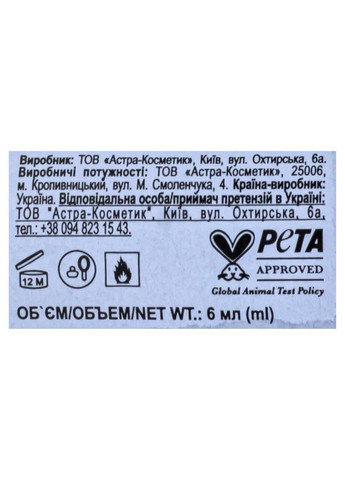 Виробник: ТОВ «Астра-Косметик», Київ, вул. Охтирська, 6а.
Виробничі потужності: ТОВ «Астра-Косметик», 25006,
м. Кропивницький, вул. М. Смоленчука, 4. Країна-виробник:
Україна. Відповідальна особа/приймач претензій в Україні:
ТОВ "Астра-Косметик", Київ, вул. Охтирська, 6а,
тел.: +38 094 823 15 43.
PETA
APPROVED
Global Animal Test Policy
12 M
ОБ`ЄМ/ОБЪЕМ/NET WT.: 6 мл (ml)